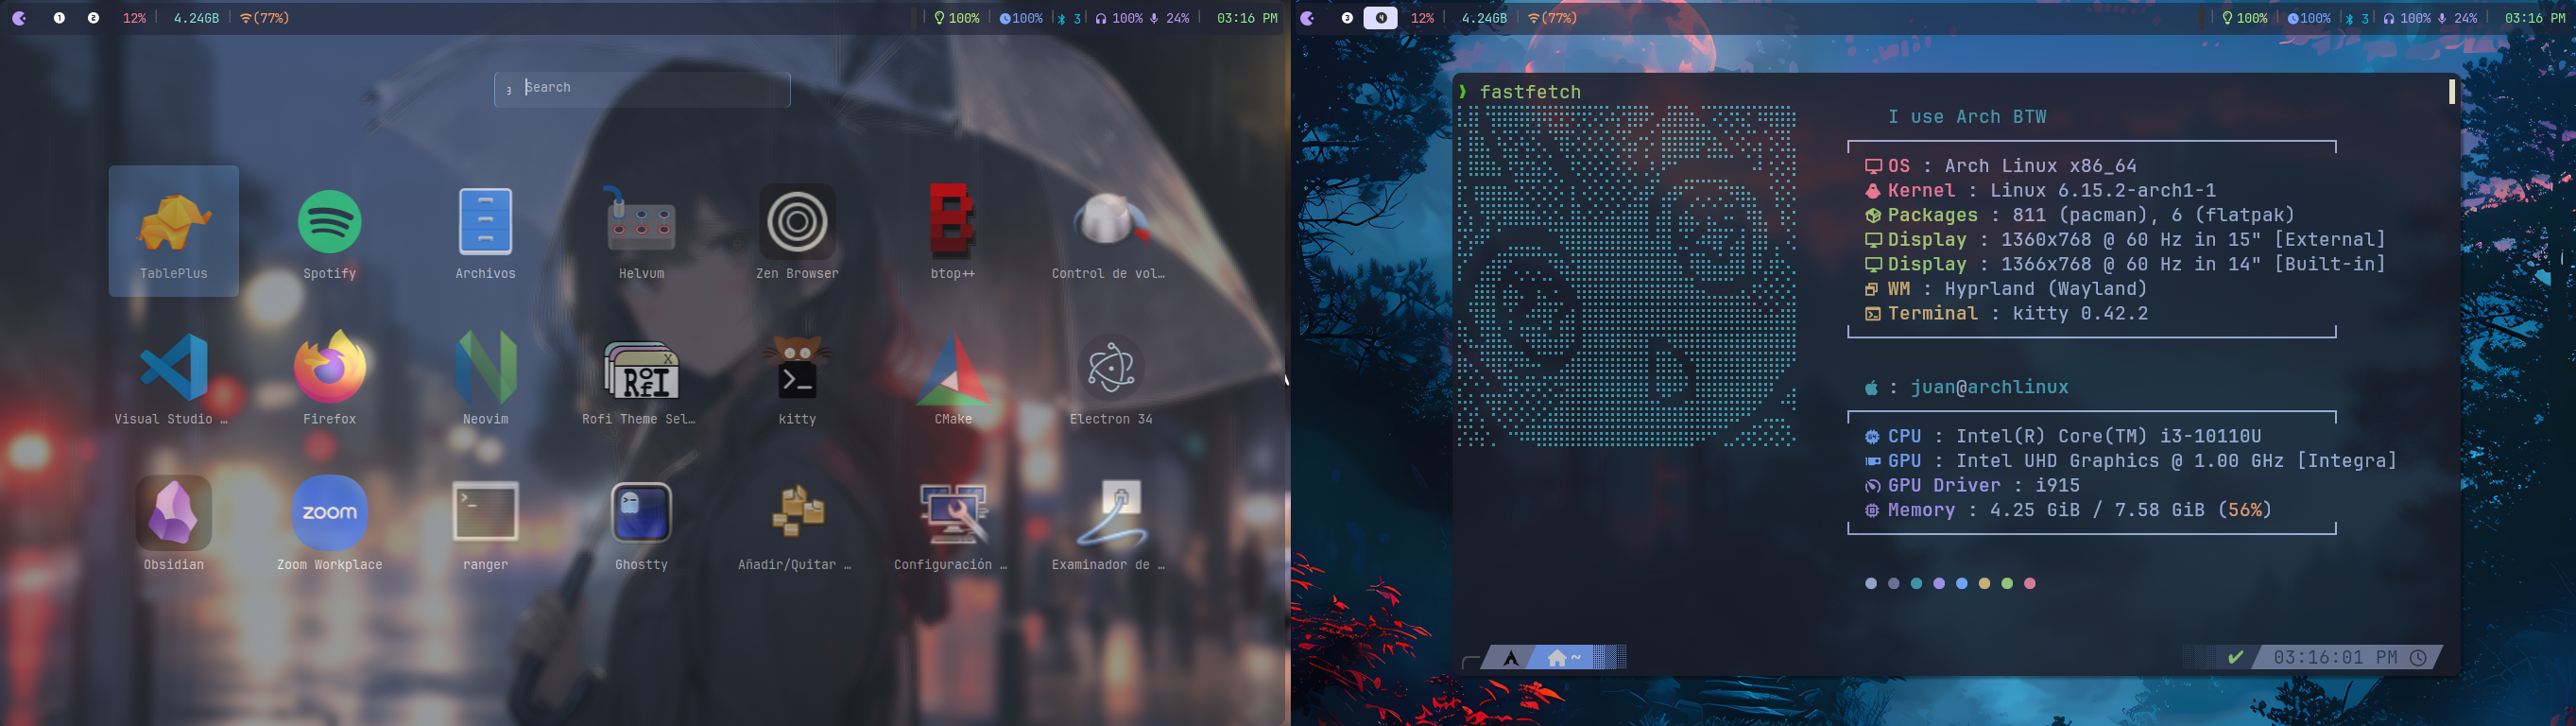 1 2 12% 4.24GB (77%)
100% 100% 3 100% 24% 03:16 PM
Search
TablePlus Spotify Archivos Helvum Zen Browser btop++ Control de vol…
Visual Studio … Firefox Neovim Rofi Theme Sel… kitty CMake Electron 34
Obsidian Zoom Workplace ranger Ghostty Añadir/Quitar … Configuración … Examinador de …
zoom
RofI
X
3 4 12% 4.24GB (77%)
100% 100% 3 100% 24% 03:16 PM
❱ fastfetch
I use Arch BTW
OS : Arch Linux x86_64
Kernel : Linux 6.15.2-arch1-1
Packages : 811 (pacman), 6 (flatpak)
Display : 1360x768 @ 60 Hz in 15" [External]
Display : 1366x768 @ 60 Hz in 14" [Built-in]
WM : Hyprland (Wayland)
Terminal : kitty 0.42.2
: juan@archlinux
CPU : Intel(R) Core(TM) i3-10110U
GPU : Intel UHD Graphics @ 1.00 GHz [Integra]
GPU Driver : i915
Memory : 4.25 GiB / 7.58 GiB (56%)
~
✔ 03:16:01 PM